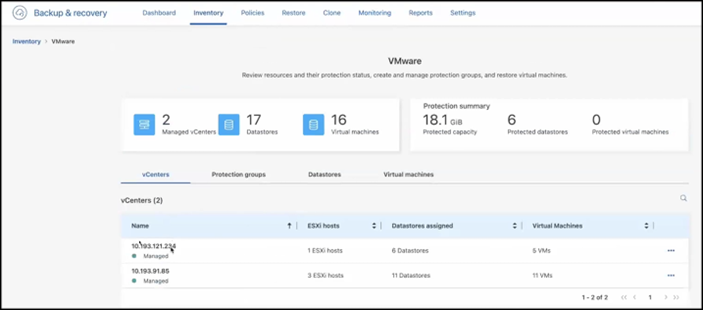 Backup & recovery Dashboard Inventory Policies Restore Clone Monitoring Reports Settings
Inventory > VMware
VMware
Review resources and their protection status, create and manage protection groups, and restore virtual machines.
Protection summary
2 17 16 18.1 GiB 6 0
Managed vCenters Datastores Virtual machines Protected capacity Protected datastores Protected virtual machines
vCenters Protection groups Datastores Virtual machines
vCenters (2)
Name ESXi hosts Datastores assigned Virtual Machines
10.193.121.234
Managed
1 ESXi hosts 6 Datastores 5 VMs ...
10.193.91.85
Managed
3 ESXi hosts 11 Datastores 11 VMs ...
1 - 2 of 2 << < 1 > >>